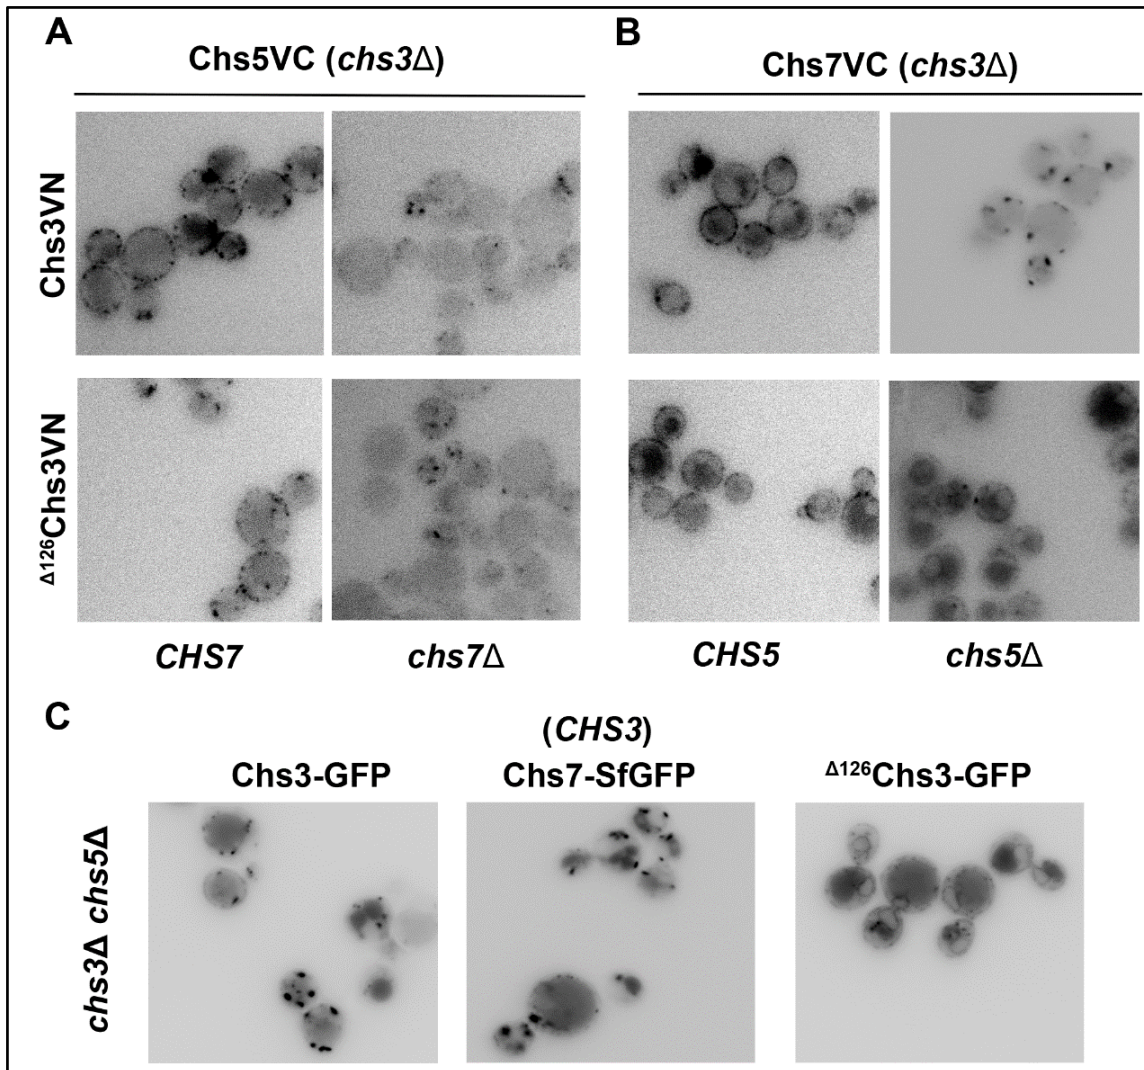 A
Chs5VC (chs3Δ)
B
Chs7VC (chs3Δ)
Chs3VN
Δ126Chs3VN
CHS7
chs7Δ
CHS5
chs5Δ
C
(CHS3)
Chs3-GFP
Chs7-SfGFP
Δ126Chs3-GFP
chs3Δ chs5Δ